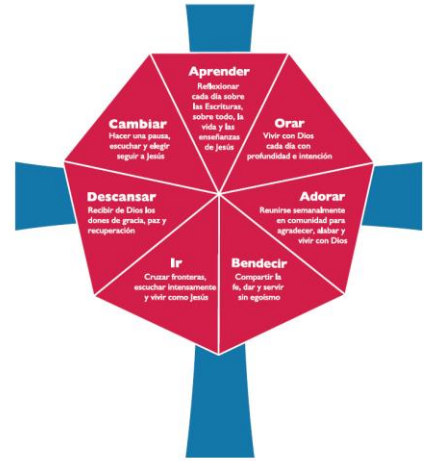 Aprender
Reflexionar
cada día sobre
las Escrituras,
sobre todo, la
vida y las
enseñanzas
de Jesús
Orar
Vivir con Dios
cada día con
profundidad e intención
Adorar
Reunirse semanalmente
en comunidad para
agradecer, alabar y
vivir con Dios
Bendecir
Compartir la
fe, dar y servir
sin egoísmo
Ir
Cruzar fronteras,
escuchar intensamente
y vivir como Jesús
Descansar
Recibir de Dios los
dones de gracia, paz y
recuperación
Cambiar
Hacer una pausa,
escuchar y elegir
seguir a Jesús